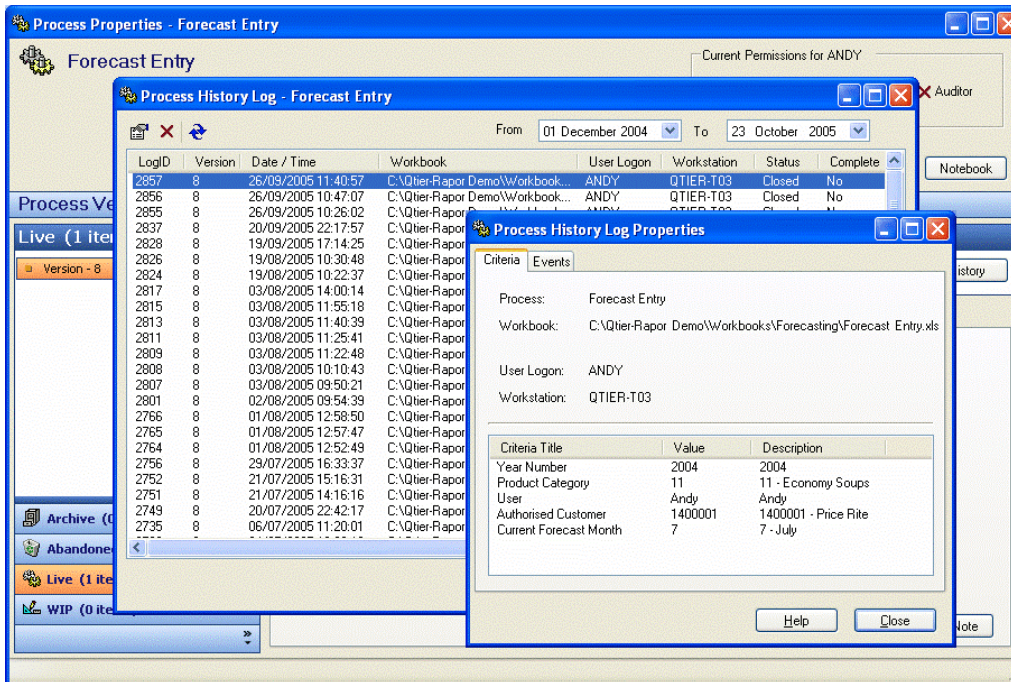 Process Properties - Forecast Entry
Forecast Entry
Current Permissions for ANDY
Auditor
Notebook
Process Ve
Live (1 iter
Version - 8
istory
Archive (0
Abandone
Live (1 ite
WIP (0 ite
Note
Process History Log - Forecast Entry
From 01 December 2004 To 23 October 2005
LogID Version Date / Time Workbook User Logon Workstation Status Complete
2857 8 26/09/2005 11:40:57 C:\Qtier-Rapor Demo\Workbook... ANDY QTIER-T03 Closed No
2856 8 26/09/2005 10:47:07 C:\Qtier-Rapor Demo\Workbook... ANDY QTIER-T03 Closed No
2855 8 26/09/2005 10:26:02 C:\Qtier-Rapor Demo\Workbook... ANDY QTIER-T03 Closed No
2837 8 20/09/2005 22:17:57 C:\Qtier-Rapor
2828 8 19/09/2005 17:14:25 C:\Qtier-Rapor
2826 8 19/08/2005 10:30:48 C:\Qtier-Rapor
2824 8 19/08/2005 10:22:37 C:\Qtier-Rapor
2817 8 03/08/2005 14:00:14 C:\Qtier-Rapor
2815 8 03/08/2005 11:55:18 C:\Qtier-Rapor
2813 8 03/08/2005 11:40:39 C:\Qtier-Rapor
2811 8 03/08/2005 11:25:41 C:\Qtier-Rapor
2809 8 03/08/2005 11:22:48 C:\Qtier-Rapor
2808 8 03/08/2005 10:10:43 C:\Qtier-Rapor
2807 8 03/08/2005 09:50:21 C:\Qtier-Rapor
2801 8 02/08/2005 09:54:39 C:\Qtier-Rapor
2766 8 01/08/2005 12:58:50 C:\Qtier-Rapor
2765 8 01/08/2005 12:57:47 C:\Qtier-Rapor
2764 8 01/08/2005 12:52:49 C:\Qtier-Rapor
2756 8 29/07/2005 16:33:37 C:\Qtier-Rapor
2752 8 21/07/2005 15:16:31 C:\Qtier-Rapor
2751 8 21/07/2005 14:16:16 C:\Qtier-Rapor
2749 8 20/07/2005 22:42:17 C:\Qtier-Rapor
2735 8 06/07/2005 11:20:01 C:\Qtier-Rapor
Process History Log Properties
Criteria Events
Process: Forecast Entry
Workbook: C:\Qtier-Rapor Demo\Workbooks\Forecasting\Forecast Entry.xls
User Logon: ANDY
Workstation: QTIER-T03
Criteria Title Value Description
Year Number 2004 2004
Product Category 11 11 - Economy Soups
User Andy Andy
Authorised Customer 1400001 1400001 - Price Rite
Current Forecast Month 7 7 - July
Help Close